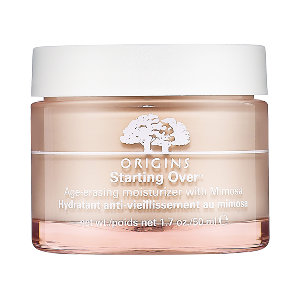 ORIGINS
Starting Over
Age-erasing moisturizer with Mimosa
Hydratant anti-vieillissement au mimosa
net wt./poids net 1.7 oz/50 ml ℮